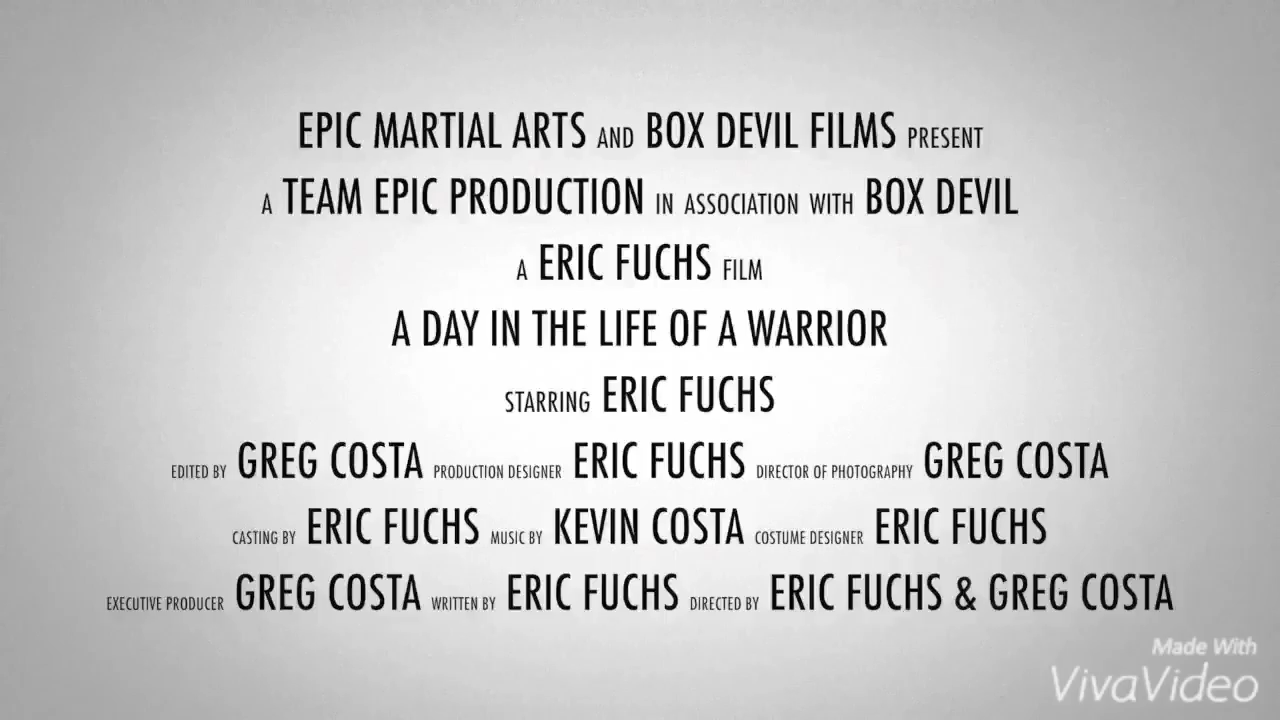 EPIC MARTIAL ARTS AND BOX DEVIL FILMS PRESENT
A TEAM EPIC PRODUCTION IN ASSOCIATION WITH BOX DEVIL
A ERIC FUCHS FILM
A DAY IN THE LIFE OF A WARRIOR
STARRING ERIC FUCHS
EDITED BY GREG COSTA PRODUCTION DESIGNER ERIC FUCHS DIRECTOR OF PHOTOGRAPHY GREG COSTA
CASTING BY ERIC FUCHS MUSIC BY KEVIN COSTA COSTUME DESIGNER ERIC FUCHS
EXECUTIVE PRODUCER GREG COSTA WRITTEN BY ERIC FUCHS DIRECTED BY ERIC FUCHS & GREG COSTA
Made With
VivaVideo